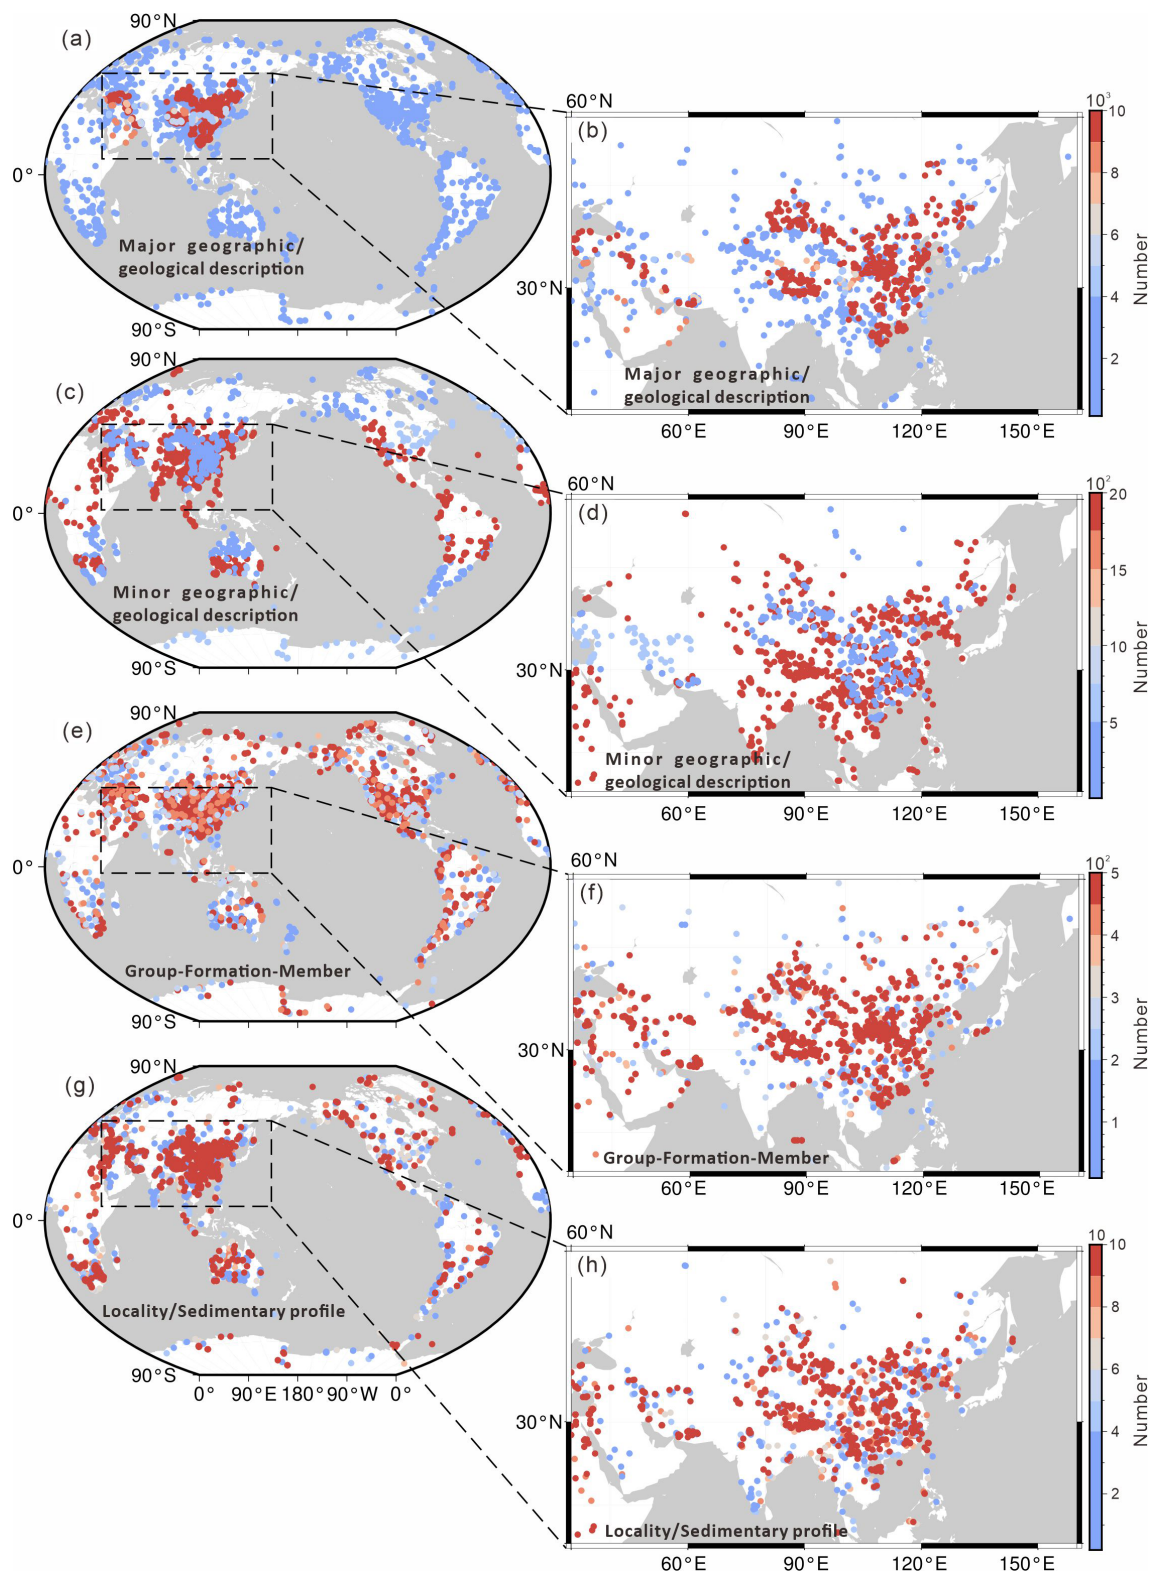 90°N
(a)
0°
Major geographic/
geological description
90°S
60°N
(b)
30°N
Major geographic/
geological description
60°E 90°E 120°E 150°E
10³
10
8
6
4
2
Number
90°N
(c)
0°
Minor geographic/
geological description
90°S
60°N
(d)
30°N
Minor geographic/
geological description
60°E 90°E 120°E 150°E
10²
20
15
10
5
Number
90°N
(e)
0°
Group-Formation-Member
90°S
60°N
(f)
30°N
Group-Formation-Member
60°E 90°E 120°E 150°E
10²
5
4
3
2
1
Number
90°N
(g)
0°
Locality/Sedimentary profile
90°S
0° 90°E 180°W 90°W 0°
60°N
(h)
30°N
Locality/Sedimentary profile
60°E 90°E 120°E 150°E
10
10
8
6
4
2
Number